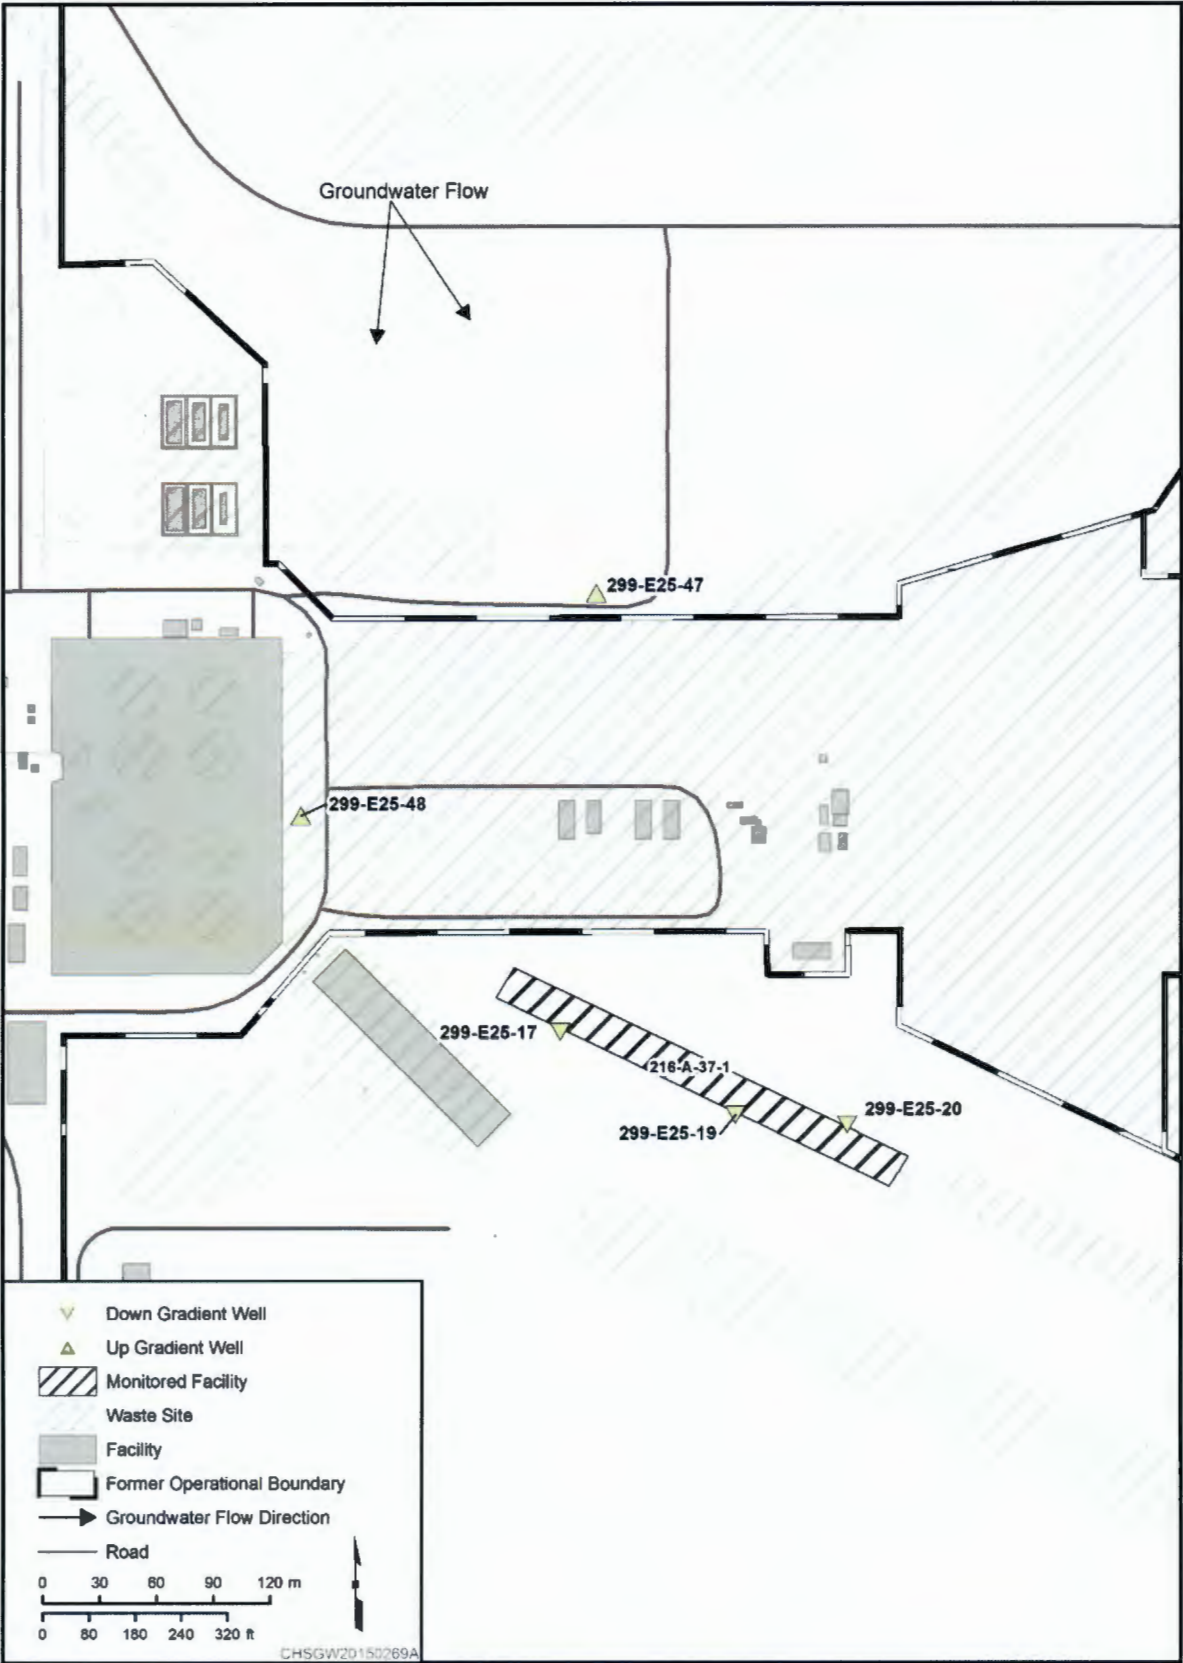 Groundwater Flow
299-E25-47
299-E25-48
299-E25-17
216-A-37-1
299-E25-20
299-E25-19
Down Gradient Well
Up Gradient Well
Monitored Facility
Waste Site
Facility
Former Operational Boundary
Groundwater Flow Direction
Road
0 30 60 90 120 m
0 80 160 240 320 ft
CHSGW20150269A